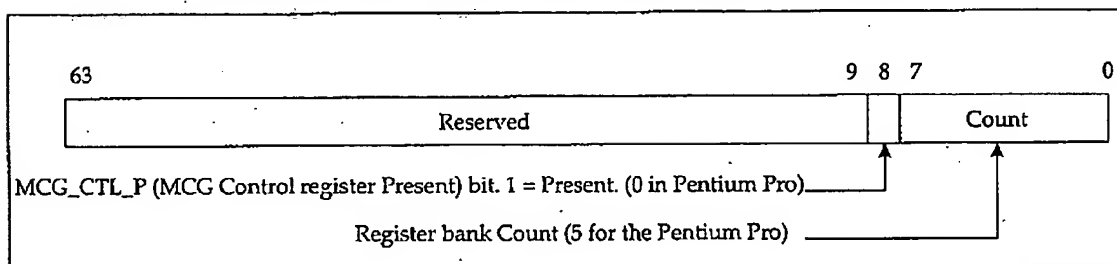 63 9 8 7 0
Reserved Count
MCG_CTL_P (MCG Control register Present) bit. 1 = Present. (0 in Pentium Pro)
Register bank Count (5 for the Pentium Pro)